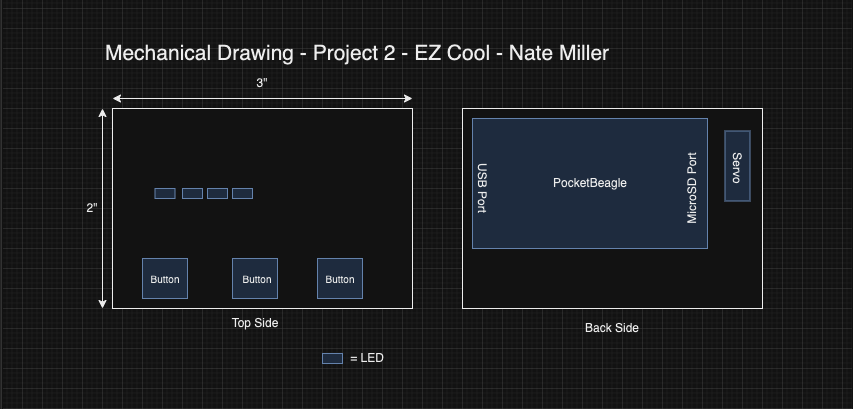 Mechanical Drawing - Project 2 - EZ Cool - Nate Miller
3"
2"
Button
Button
Button
Top Side
USB Port
PocketBeagle
MicroSD Port
Servo
Back Side
= LED